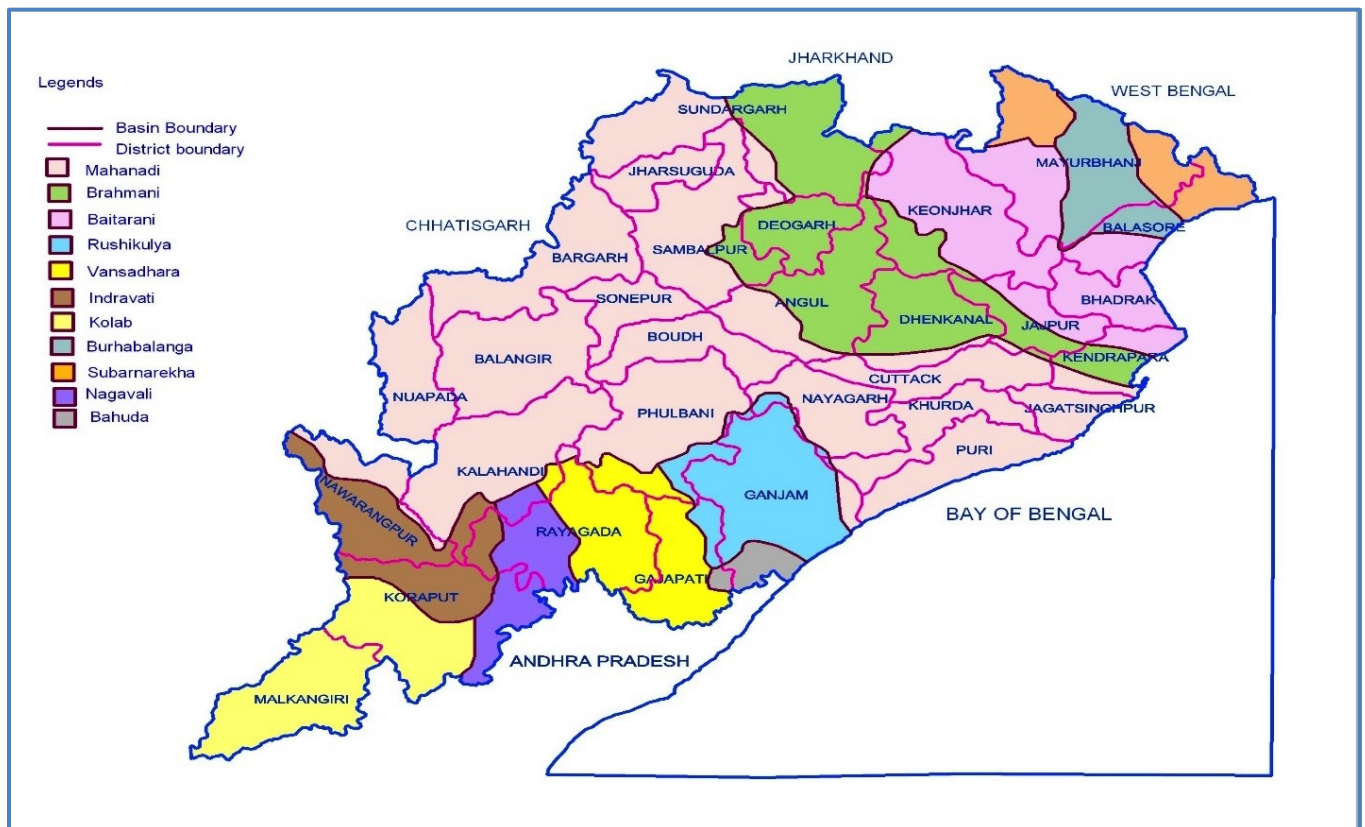 Legends
Basin Boundary
District boundary
Mahanadi
Brahmani
Baitarani
Rushikulya
Vansadhara
Indravati
Kolab
Burhabalanga
Subarnarekha
Nagavali
Bahuda
JHARKHAND
WEST BENGAL
SUNDARGARH
MAYURBHANJ
JHARSUGUDA
KEONJHAR
CHHATISGARH
DEOGARH
BALASORE
SAMBALPUR
BARGARH
SONEPUR
ANGUL
BHADRAK
DHENKANAL
JAJPUR
BOUDH
BALANGIR
KENDRAPARA
CUTTACK
NUAPADA
NAYAGARH
KHURDA
JAGATSINGHPUR
PHULBANI
PURI
KALAHANDI
NAWARANGPUR
GANJAM
BAY OF BENGAL
RAYAGADA
GAJAPATI
KORAPUT
ANDHRA PRADESH
MALKANGIRI